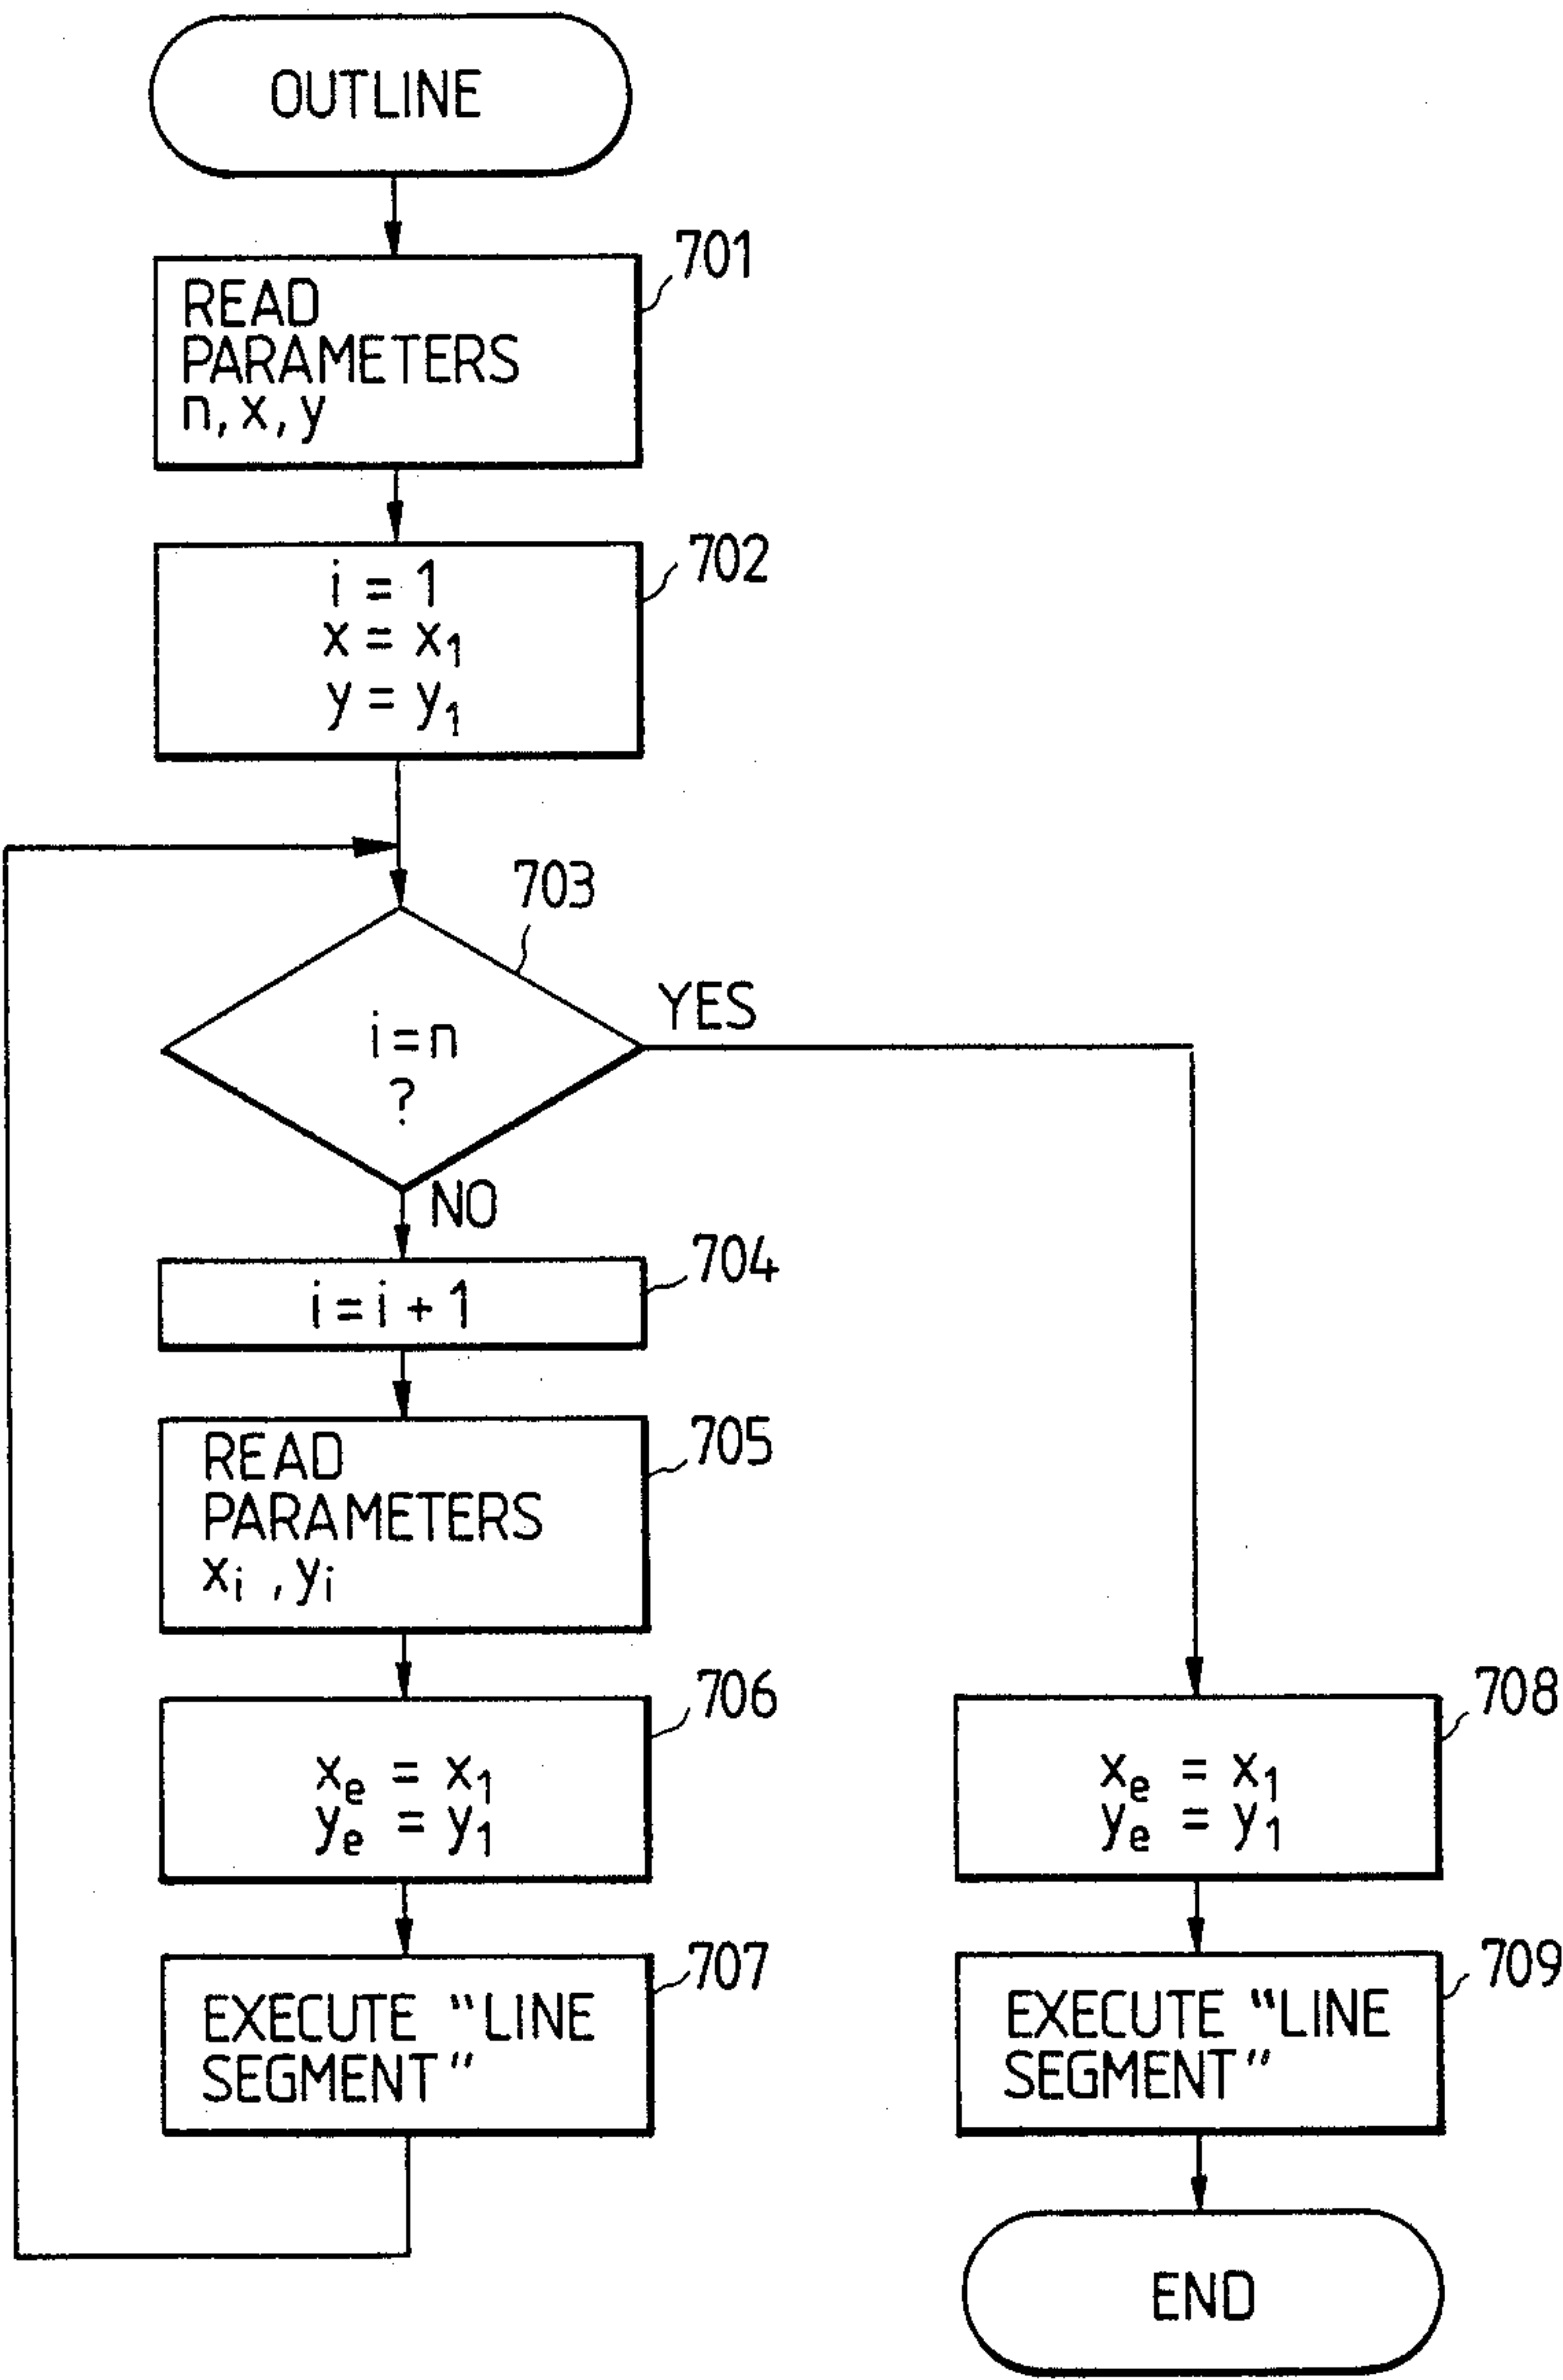 OUTLINE
701
READ
PARAMETERS
n, x, y
702
i = 1
x = x₁
y = y₁
703
i = n
?
YES
NO
704
i = i + 1
705
READ
PARAMETERS
xᵢ , yᵢ
706
xₑ = x₁
yₑ = y₁
707
EXECUTE “LINE
SEGMENT”
708
xₑ = x₁
yₑ = y₁
709
EXECUTE “LINE
SEGMENT”
END